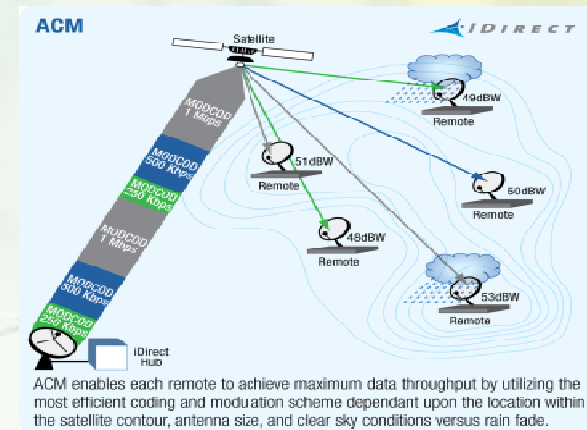 ACM
iDIRECT
Satellite
49dBW
Remote
MODCOD
1 Mbps
51dBW
Remote
MODCOD
500 Kbps
50dBW
Remote
MODCOD
250 Kbps
48dBW
Remote
MODCOD
1 Mbps
53dBW
Remote
MODCOD
500 Kbps
MODCOD
250 Kbps
iDirect
HUB
ACM enables each remote to achieve maximum data throughput by utilizing the
most efficient coding and moduation scheme dependant upon the location within
the satellite contour, antenna size, and clear sky conditions versus rain fade.